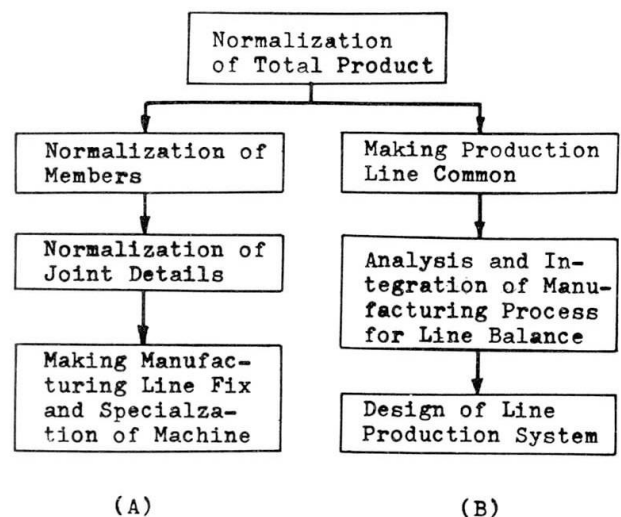 Normalization
of Total Product
Normalization of
Members
Normalization of
Joint Details
Making Manufac-
turing Line Fix
and Specialza-
tion of Machine
(A)
Making Production
Line Common
Analysis and In-
tegration of Manu-
facturing Process
for Line Balance
Design of Line
Production System
(B)